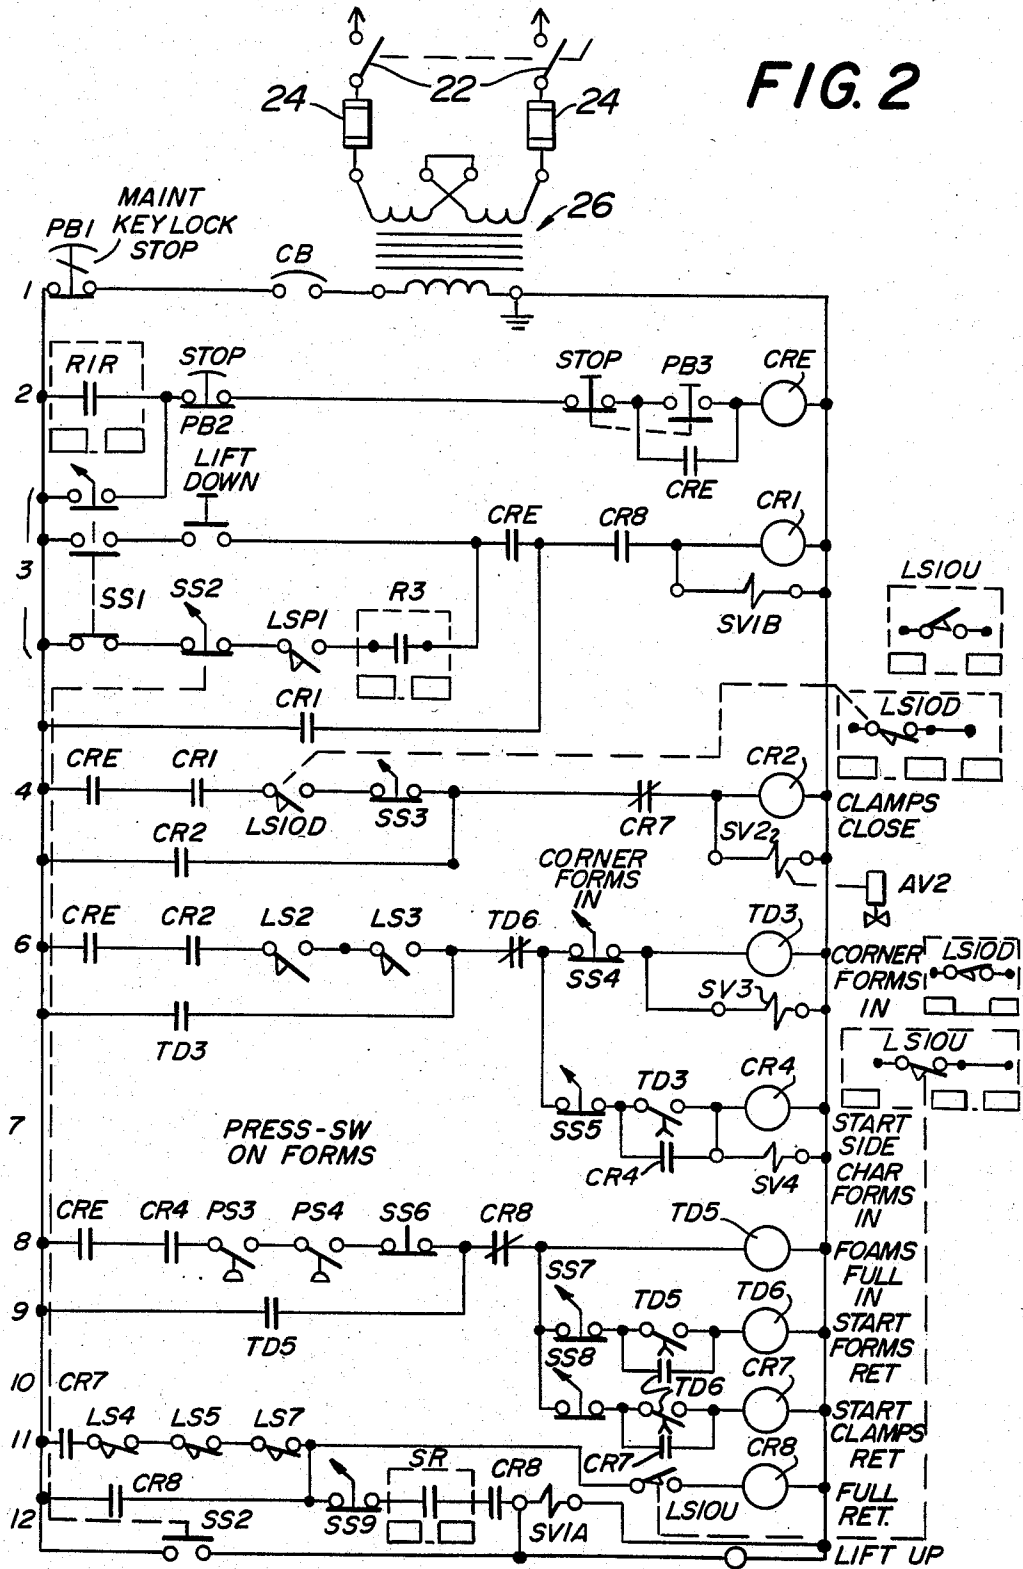 FIG. 2
24
22
24
26
MAINT
KEY LOCK
STOP
PB1
CB
1
R1R
STOP
PB2
STOP
PB3
CRE
2
CRE
LIFT
DOWN
CRE
CR8
CR1
3
SS1
SS2
LSP1
R3
SV1B
LS10U
CR1
LS10D
CRE
CR1
CR2
4
LS10D
SS3
CR7
CLAMPS
CLOSE
CR2
SV2
AV2
CORNER
FORMS
IN
CRE
CR2
LS2
LS3
TD6
TD3
6
SS4
CORNER
FORMS
IN
LS10D
SV3
TD3
LS10U
TD3
CR4
7
SS5
START
SIDE
CHAR
FORMS
IN
PRESS-SW
ON FORMS
CR4
SV4
CRE
CR4
PS3
PS4
SS6
CR8
TD5
8
FOAMS
FULL
IN
SS7
TD5
TD6
9
TD5
START
FORMS
RET
SS8
TD6
CR7
10
CR7
START
CLAMPS
RET
11
LS4
LS5
LS7
CR7
CR8
CR8
SR
CR8
LS10U
FULL
RET.
12
SS2
SS9
SV1A
LIFT UP